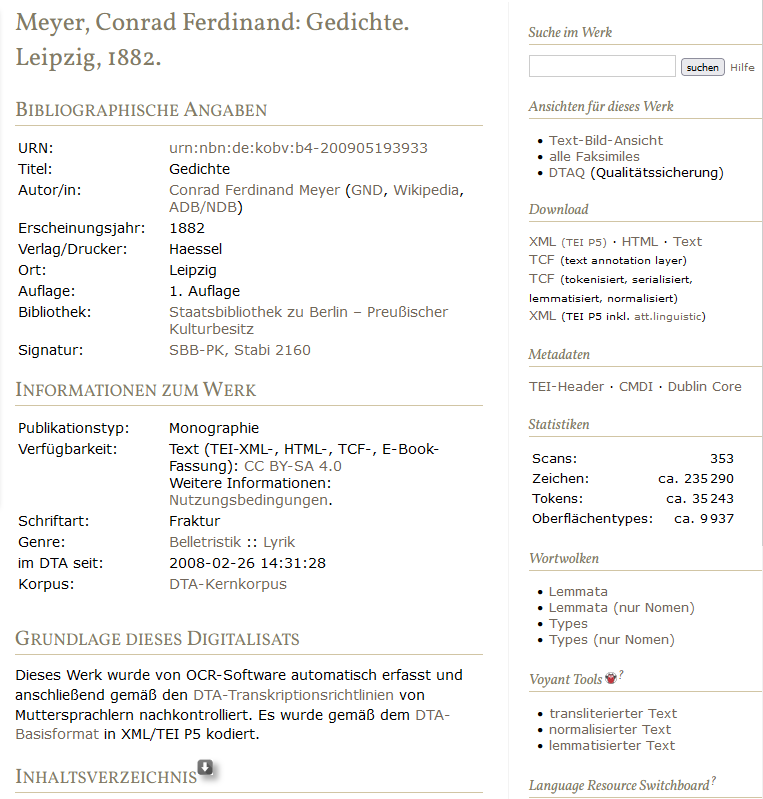 Meyer, Conrad Ferdinand: Gedichte.
Leipzig, 1882.
Bibliographische Angaben
URN: urn:nbn:de:kobv:b4-200905193933
Titel: Gedichte
Autor/in: Conrad Ferdinand Meyer (GND, Wikipedia,
ADB/NDB)
Erscheinungsjahr: 1882
Verlag/Drucker: Haessel
Ort: Leipzig
Auflage: 1. Auflage
Bibliothek: Staatsbibliothek zu Berlin – Preußischer
Kulturbesitz
Signatur: SBB-PK, Stabi 2160
Informationen zum Werk
Publikationstyp: Monographie
Verfügbarkeit: Text (TEI-XML-, HTML-, TCF-, E-Book-
Fassung): CC BY-SA 4.0
Weitere Informationen:
Nutzungsbedingungen.
Schriftart: Fraktur
Genre: Belletristik :: Lyrik
im DTA seit: 2008-02-26 14:31:28
Korpus: DTA-Kernkorpus
Grundlage dieses Digitalisats
Dieses Werk wurde von OCR-Software automatisch erfasst und
anschließend gemäß den DTA-Transkriptionsrichtlinien von
Muttersprachlern nachkontrolliert. Es wurde gemäß dem DTA-
Basisformat in XML/TEI P5 kodiert.
Inhaltsverzeichnis
Suche im Werk
suchen Hilfe
Ansichten für dieses Werk
• Text-Bild-Ansicht
• alle Faksimiles
• DTAQ (Qualitätssicherung)
Download
XML (TEI P5) · HTML · Text
TCF (text annotation layer)
TCF (tokenisiert, serialisiert,
lemmatisiert, normalisiert)
XML (TEI P5 inkl. att.linguistic)
Metadaten
TEI-Header · CMDI · Dublin Core
Statistiken
Scans: 353
Zeichen: ca. 235 290
Tokens: ca. 35 243
Oberflächentypes: ca. 9 937
Wortwolken
• Lemmata
• Lemmata (nur Nomen)
• Types
• Types (nur Nomen)
Voyant Tools ?
• transliterierter Text
• normalisierter Text
• lemmatisierter Text
Language Resource Switchboard?